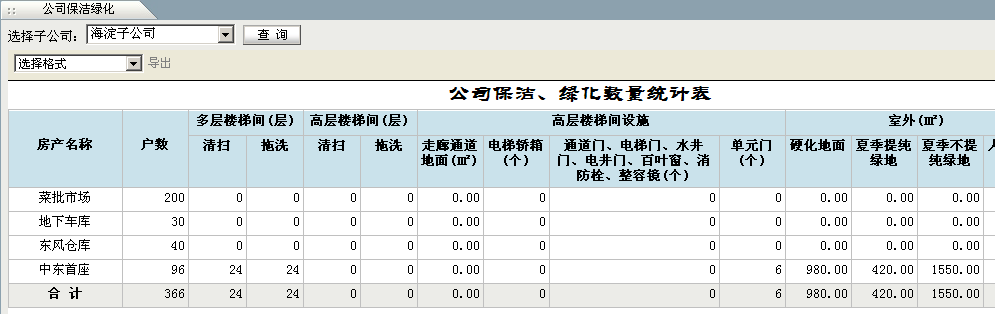 公司保洁绿化
选择子公司： 海淀子公司 查 询
选择格式 导出
公司保洁、绿化数量统计表
房产名称 户数 多层楼梯间(层) 高层楼梯间(层) 高层楼梯间设施 室外(㎡)
清扫 拖洗 清扫 拖洗 走廊通道地面(㎡) 电梯轿箱(个) 通道门、电梯门、水井门、电井门、百叶窗、消防栓、整容镜(个) 单元门(个) 硬化地面 夏季提纯绿地 夏季不提纯绿地
菜批市场 200 0 0 0 0 0.00 0 0 0 0.00 0.00 0.00
地下车库 30 0 0 0 0 0.00 0 0 0 0.00 0.00 0.00
东风仓库 40 0 0 0 0 0.00 0 0 0 0.00 0.00 0.00
中东首座 96 24 24 0 0 0.00 0 0 6 980.00 420.00 1550.00
合 计 366 24 24 0 0 0.00 0 0 6 980.00 420.00 1550.00